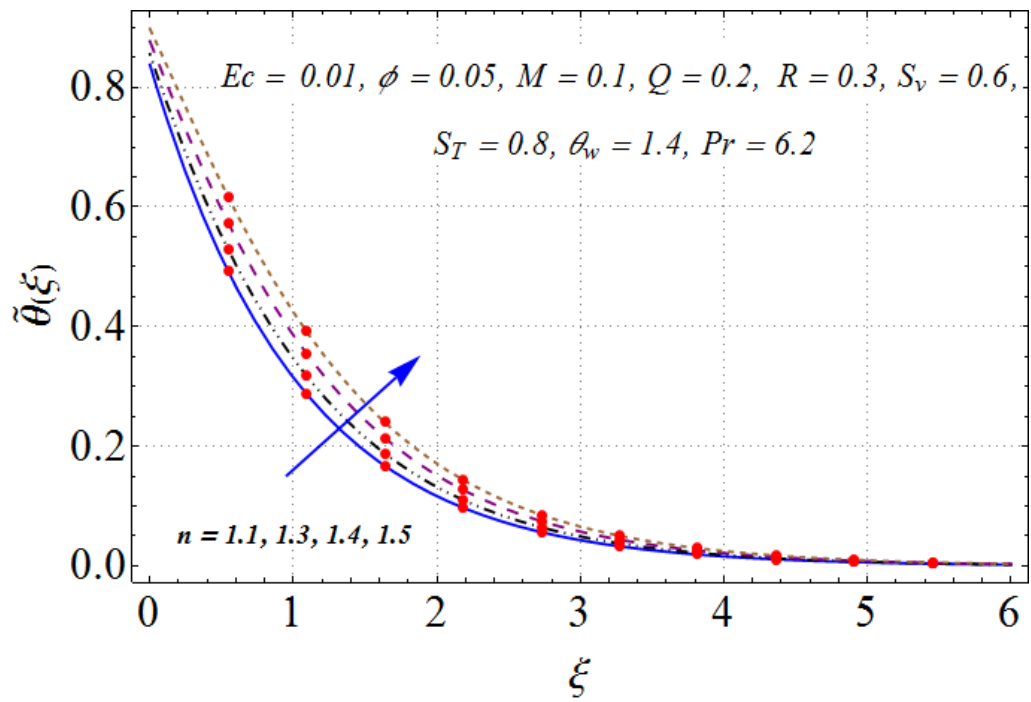 Ec = 0.01, ϕ = 0.05, M = 0.1, Q = 0.2, R = 0.3, S_v = 0.6,
S_T = 0.8, θ_w = 1.4, Pr = 6.2
0.8
0.6
0.4
0.2
0.0
θ̃(ξ)
n = 1.1, 1.3, 1.4, 1.5
0 1 2 3 4 5 6
ξ